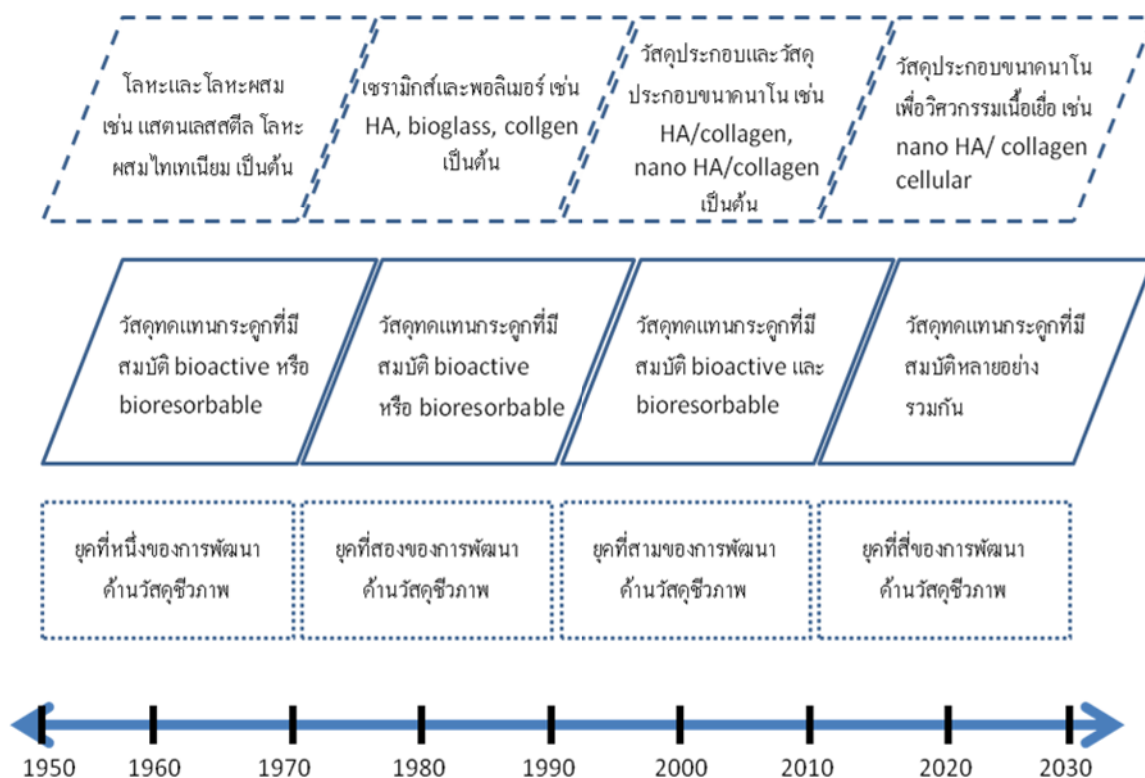 โลหะและโลหะผสม
เช่น แสตนเลสสตีล โลหะ
ผสมไทเทเนียม เป็นต้น
เซรามิกส์และพอลิเมอร์ เช่น
HA, bioglass, collgen
เป็นต้น
วัสดุประกอบและวัสดุ
ประกอบขนาดนาโน เช่น
HA/collagen,
nano HA/collagen
เป็นต้น
วัสดุประกอบขนาดนาโน
เพื่อวิศวกรรมเนื้อเยื่อ เช่น
nano HA/ collagen
cellular
วัสดุทดแทนกระดูกที่มี
สมบัติ bioactive หรือ
bioresorbable
วัสดุทดแทนกระดูกที่มี
สมบัติ bioactive
หรือ bioresorbable
วัสดุทดแทนกระดูกที่มี
สมบัติ bioactive และ
bioresorbable
วัสดุทดแทนกระดูกที่มี
สมบัติหลายอย่าง
รวมกัน
ยุคที่หนึ่งของการพัฒนา
ด้านวัสดุชีวภาพ
ยุคที่สองของการพัฒนา
ด้านวัสดุชีวภาพ
ยุคที่สามของการพัฒนา
ด้านวัสดุชีวภาพ
ยุคที่สี่ของการพัฒนา
ด้านวัสดุชีวภาพ
1950 1960 1970 1980 1990 2000 2010 2020 2030